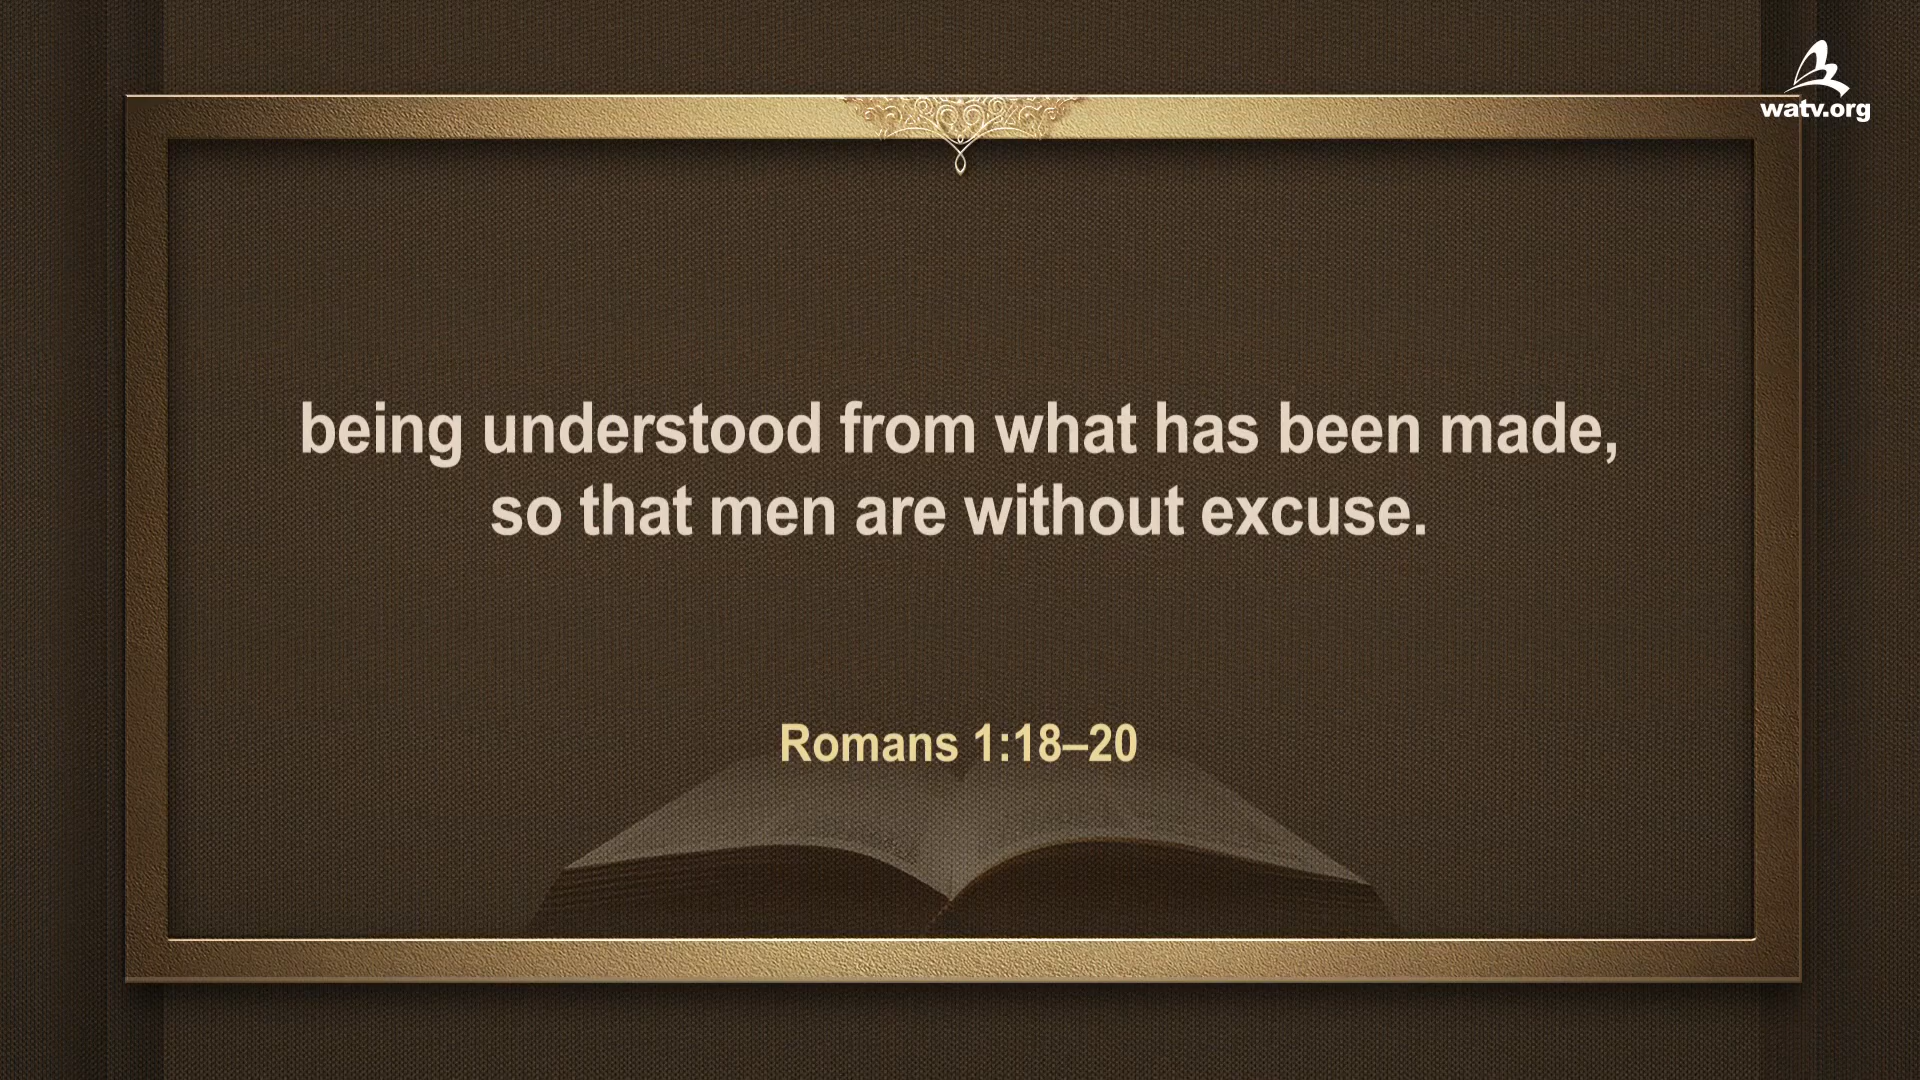 watv.org
being understood from what has been made,
so that men are without excuse.
Romans 1:18–20